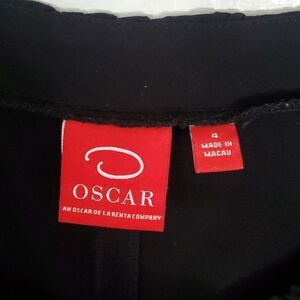 OSCAR
AN OSCAR DE LA RENTA COMPANY
4
MADE IN
MACAU